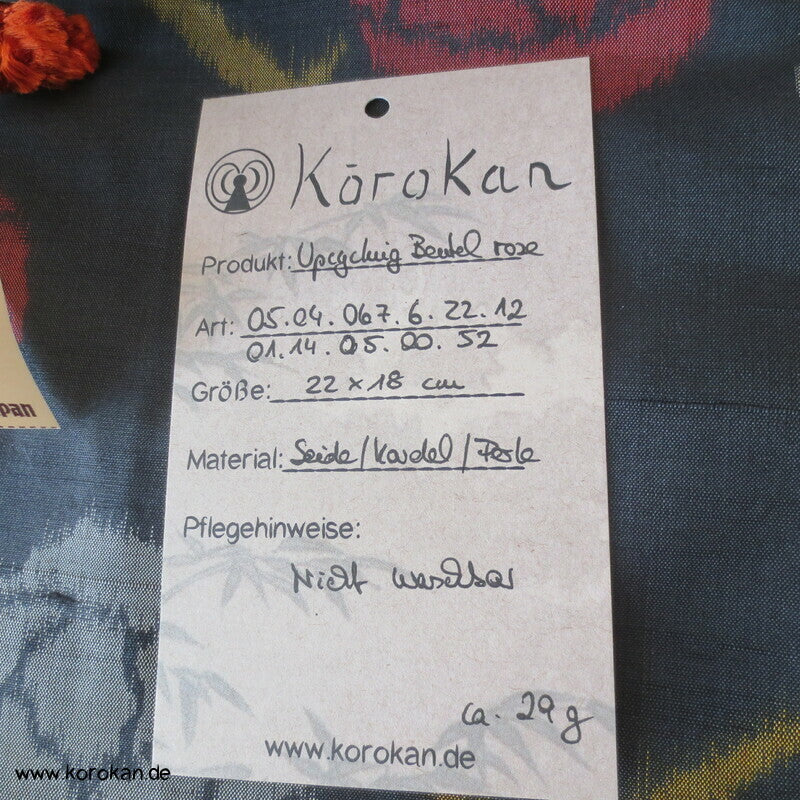 Kōrokan
Produkt: Upcycling Beutel rose
Art: 05.04.067.6.22.12
01.14.05.00.52
Größe: 22 x 18 cm
Material: Seide / Kordel / Perle
Pflegehinweise:
Nicht waschbar
ca. 29 g
www.korokan.de
pan
www.korokan.de